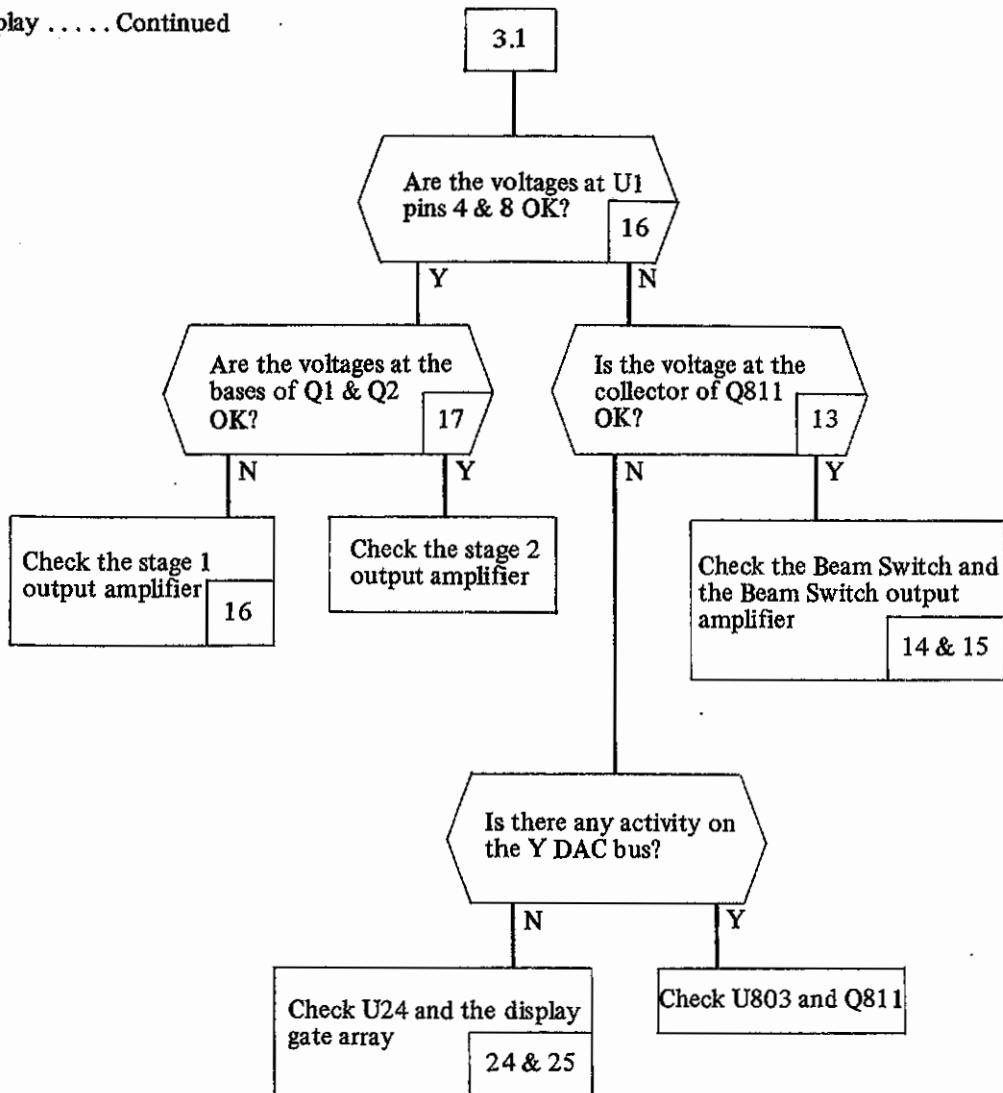 play ..... Continued
3.1
Are the voltages at U1
pins 4 & 8 OK?
16
Y
N
Are the voltages at the
bases of Q1 & Q2
OK?
17
Is the voltage at the
collector of Q811
OK?
13
N
Y
N
Y
Check the stage 1
output amplifier
16
Check the stage 2
output amplifier
Check the Beam Switch and
the Beam Switch output
amplifier
14 & 15
Is there any activity on
the Y DAC bus?
N
Y
Check U24 and the display
gate array
24 & 25
Check U803 and Q811